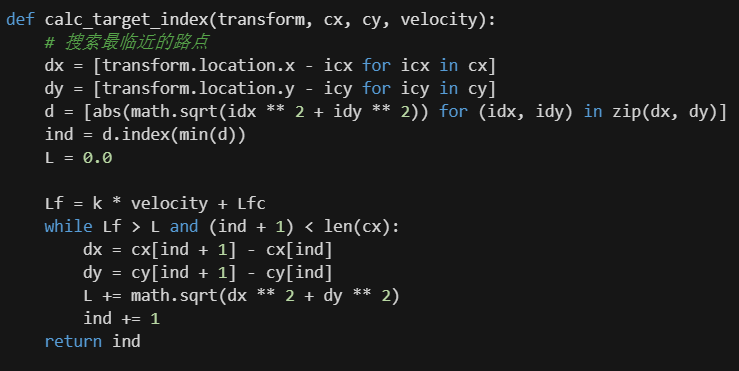 def calc_target_index(transform, cx, cy, velocity):
    # 搜索最临近的路点
    dx = [transform.location.x - icx for icx in cx]
    dy = [transform.location.y - icy for icy in cy]
    d = [abs(math.sqrt(idx ** 2 + idy ** 2)) for (idx, idy) in zip(dx, dy)]
    ind = d.index(min(d))
    L = 0.0

    Lf = k * velocity + Lfc
    while Lf > L and (ind + 1) < len(cx):
        dx = cx[ind + 1] - cx[ind]
        dy = cy[ind + 1] - cy[ind]
        L += math.sqrt(dx ** 2 + dy ** 2)
        ind += 1
    return ind